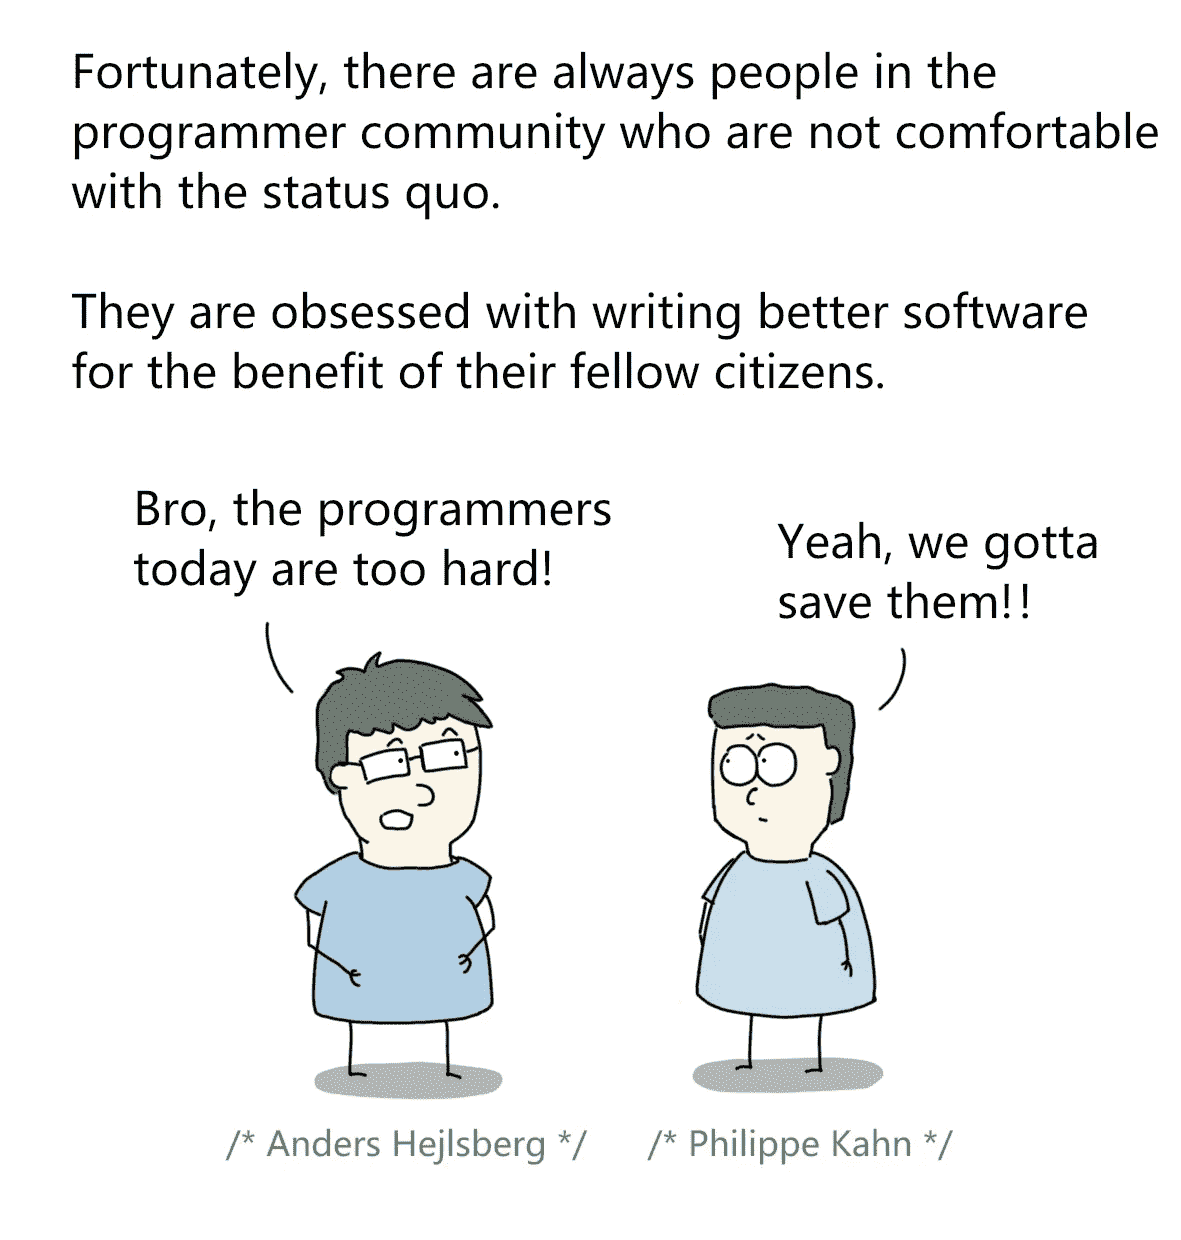 Fortunately, there are always people in the
programmer community who are not comfortable
with the status quo.
They are obsessed with writing better software
for the benefit of their fellow citizens.
Bro, the programmers
today are too hard!
Yeah, we gotta
save them!!
/* Anders Hejlsberg */
/* Philippe Kahn */